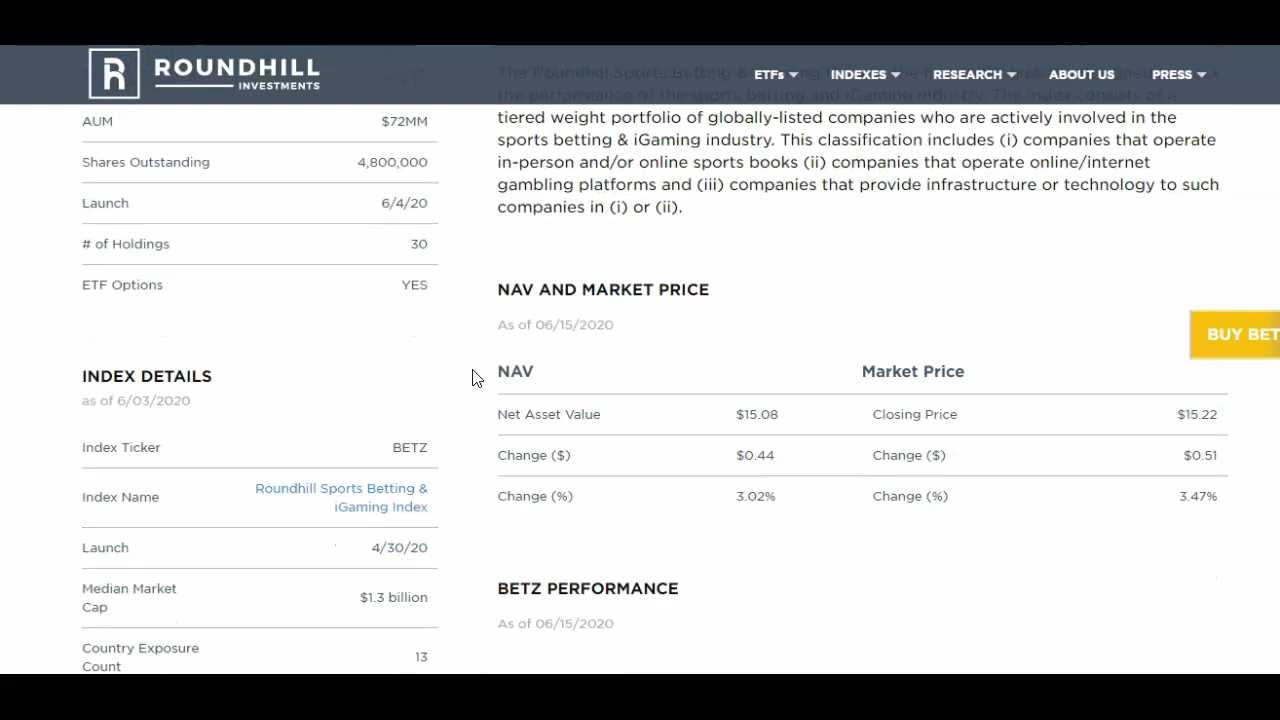 ROUNDHILL
INVESTMENTS
ETFs
INDEXES
RESEARCH
ABOUT US
PRESS
AUM $72MM
Shares Outstanding 4,800,000
Launch 6/4/20
# of Holdings 30
ETF Options YES
INDEX DETAILS
as of 6/03/2020
Index Ticker BETZ
Index Name Roundhill Sports Betting &
iGaming Index
Launch 4/30/20
Median Market
Cap $1.3 billion
Country Exposure
Count 13
the performance of the sports betting and iGaming industry. The index consists of a
tiered weight portfolio of globally-listed companies who are actively involved in the
sports betting & iGaming industry. This classification includes (i) companies that operate
in-person and/or online sports books (ii) companies that operate online/internet
gambling platforms and (iii) companies that provide infrastructure or technology to such
companies in (i) or (ii).
NAV AND MARKET PRICE
As of 06/15/2020
NAV Market Price
Net Asset Value $15.08 Closing Price $15.22
Change ($) $0.44 Change ($) $0.51
Change (%) 3.02% Change (%) 3.47%
BUY BET
BETZ PERFORMANCE
As of 06/15/2020